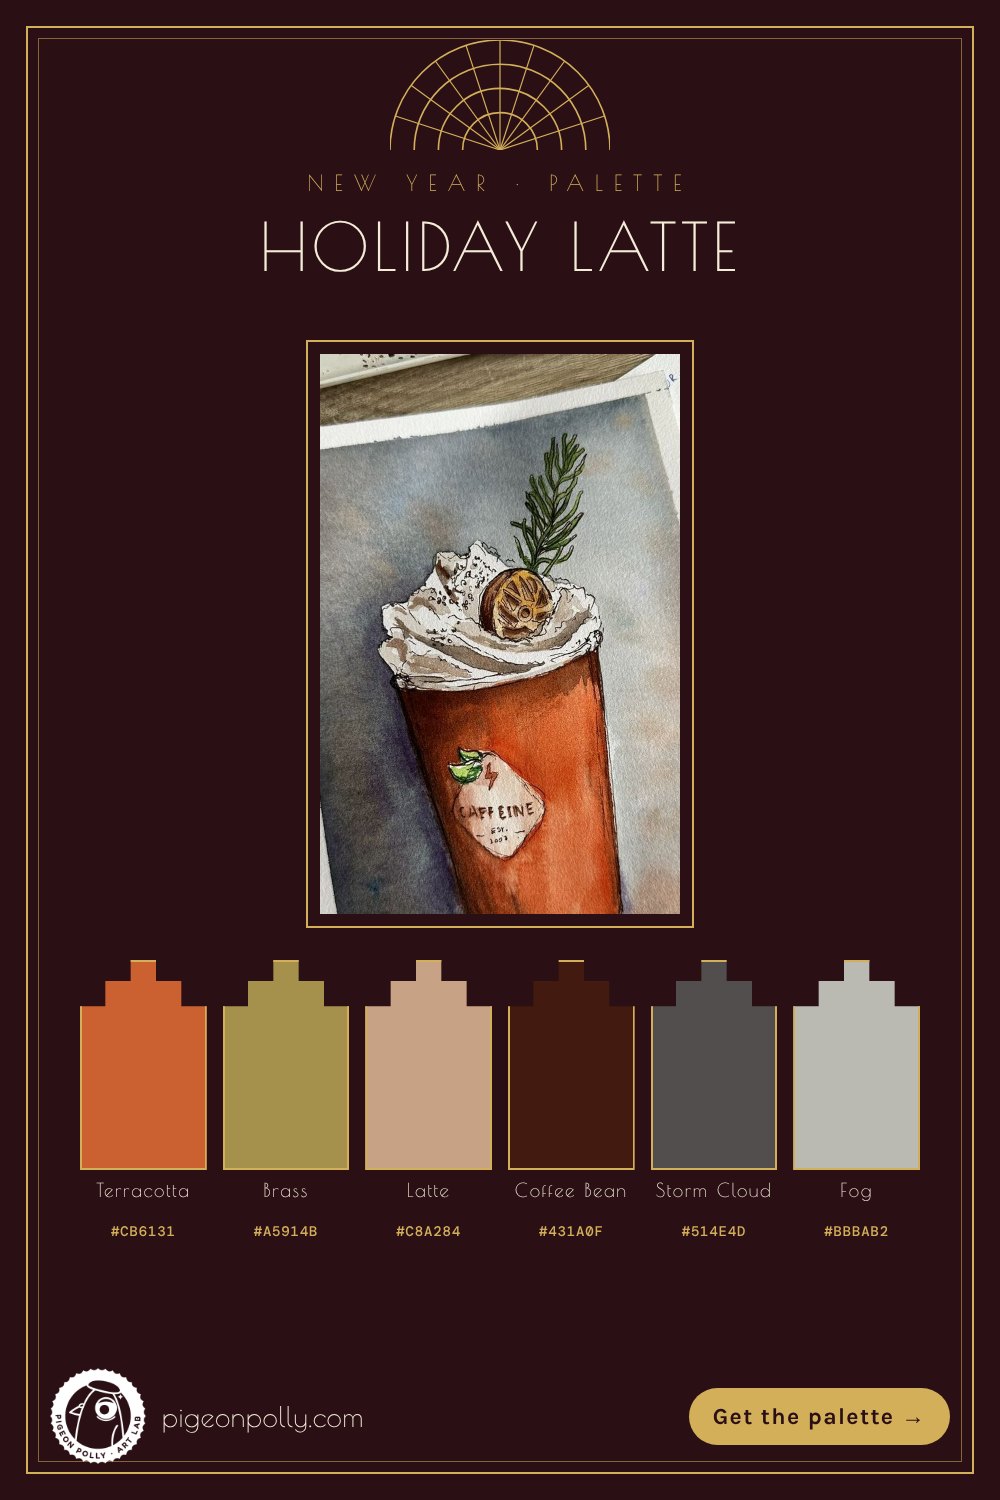 NEW YEAR · PALETTE
HOLIDAY LATTE
CAFFEINE
EST.
Terracotta
Brass
Latte
Coffee Bean
Storm Cloud
Fog
#CB6131
#A5914B
#C8A284
#431A0F
#514E4D
#BBBAB2
PIGEON POLLY · ART LAB
pigeonpolly.com
Get the palette →